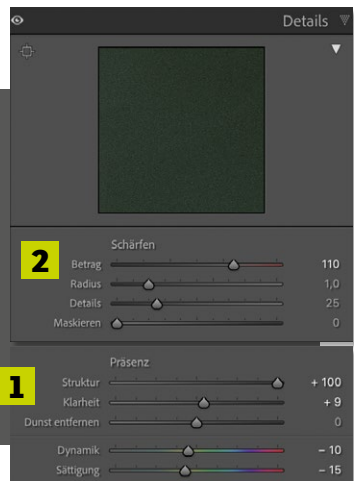 Details
2
Schärfen
Betrag 110
Radius 1,0
Details 25
Maskieren 0
1
Präsenz
Struktur + 100
Klarheit + 9
Dunst entfernen 0
Dynamik – 10
Sättigung – 15